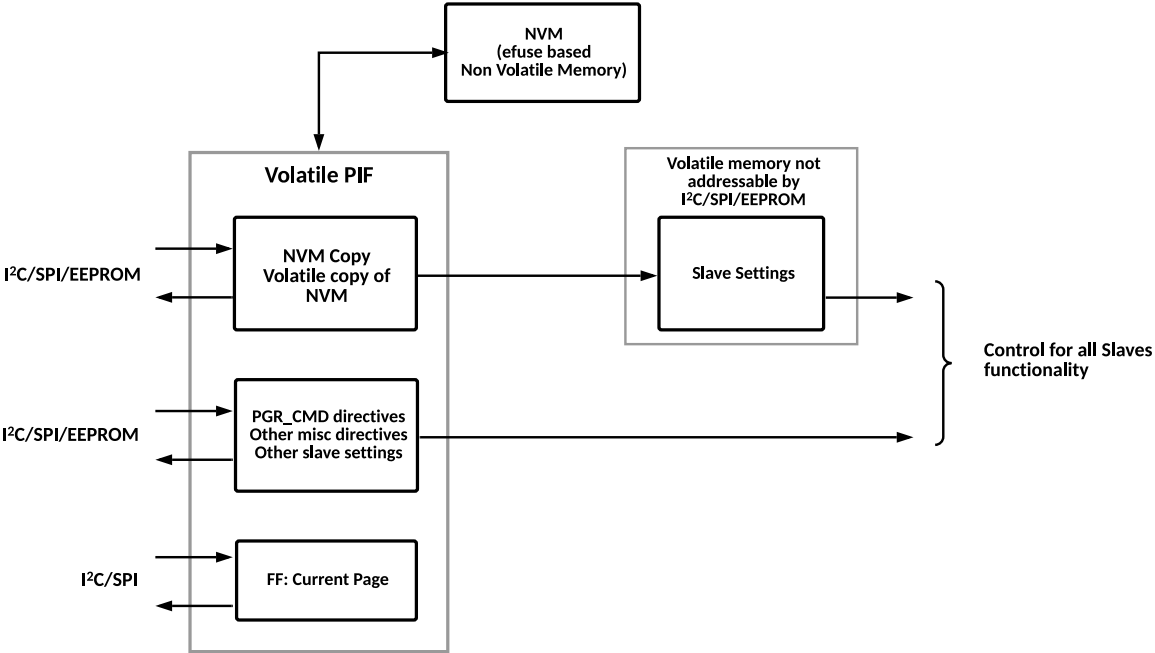 NVM
(efuse based
Non Volatile Memory)
Volatile PIF
Volatile memory not
addressable by
I²C/SPI/EEPROM
NVM Copy
Volatile copy of
NVM
I²C/SPI/EEPROM
Slave Settings
Control for all Slaves
functionality
PGR_CMD directives
Other misc directives
Other slave settings
I²C/SPI/EEPROM
FF: Current Page
I²C/SPI